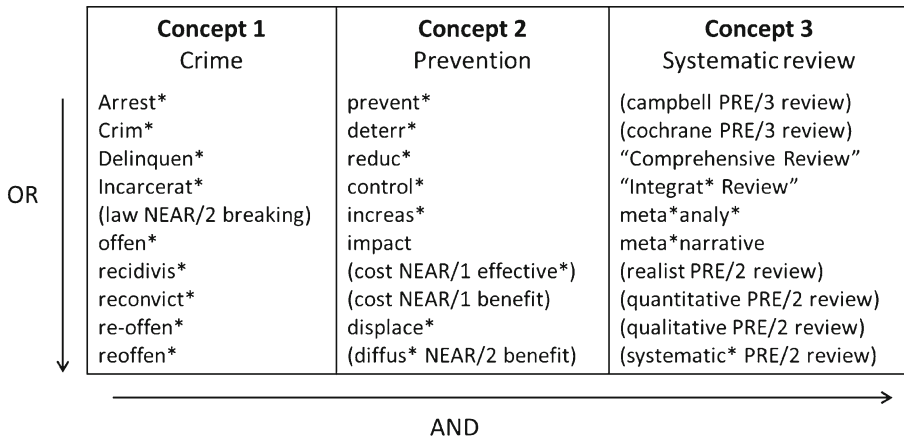 Concept 1
Crime
Concept 2
Prevention
Concept 3
Systematic review
OR
Arrest*
Crim*
Delinquen*
Incarcerat*
(law NEAR/2 breaking)
offen*
recidivis*
reconvict*
re-offen*
reoffen*
prevent*
deterr*
reduc*
control*
increas*
impact
(cost NEAR/1 effective*)
(cost NEAR/1 benefit)
displace*
(diffus* NEAR/2 benefit)
(campbell PRE/3 review)
(cochrane PRE/3 review)
“Comprehensive Review”
“Integrat* Review”
meta*analy*
meta*narrative
(realist PRE/2 review)
(quantitative PRE/2 review)
(qualitative PRE/2 review)
(systematic* PRE/2 review)
AND